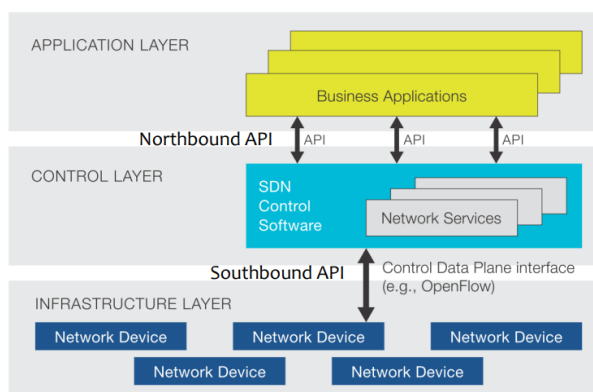 APPLICATION LAYER
Business Applications
Northbound API
API
API
API
CONTROL LAYER
SDN
Control
Software
Network Services
Southbound API
Control Data Plane interface
(e.g., OpenFlow)
INFRASTRUCTURE LAYER
Network Device
Network Device
Network Device
Network Device
Network Device